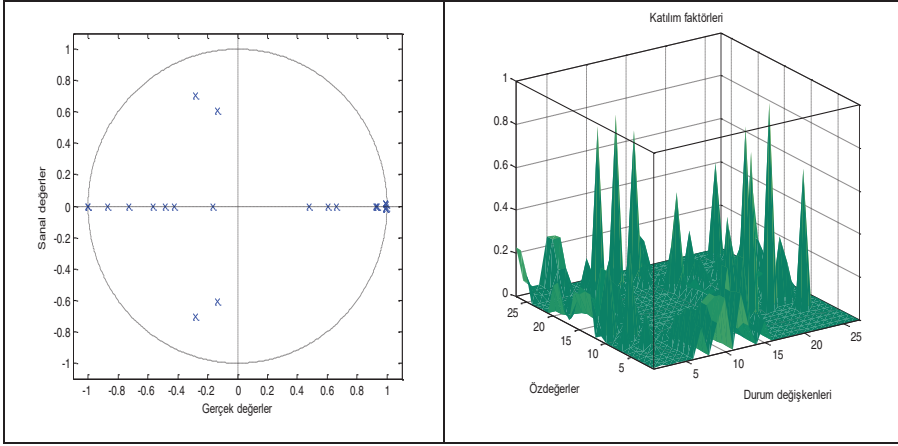 1
0.8
0.6
0.4
0.2
0
-0.2
-0.4
-0.6
-0.8
-1
Sanal değerler
-1 -0.8 -0.6 -0.4 -0.2 0 0.2 0.4 0.6 0.8 1
Gerçek değerler
Katılım faktörleri
1
0.8
0.6
0.4
0.2
0
25 20 15 10 5
Özdeğerler
5 10 15 20 25
Durum değişkenleri